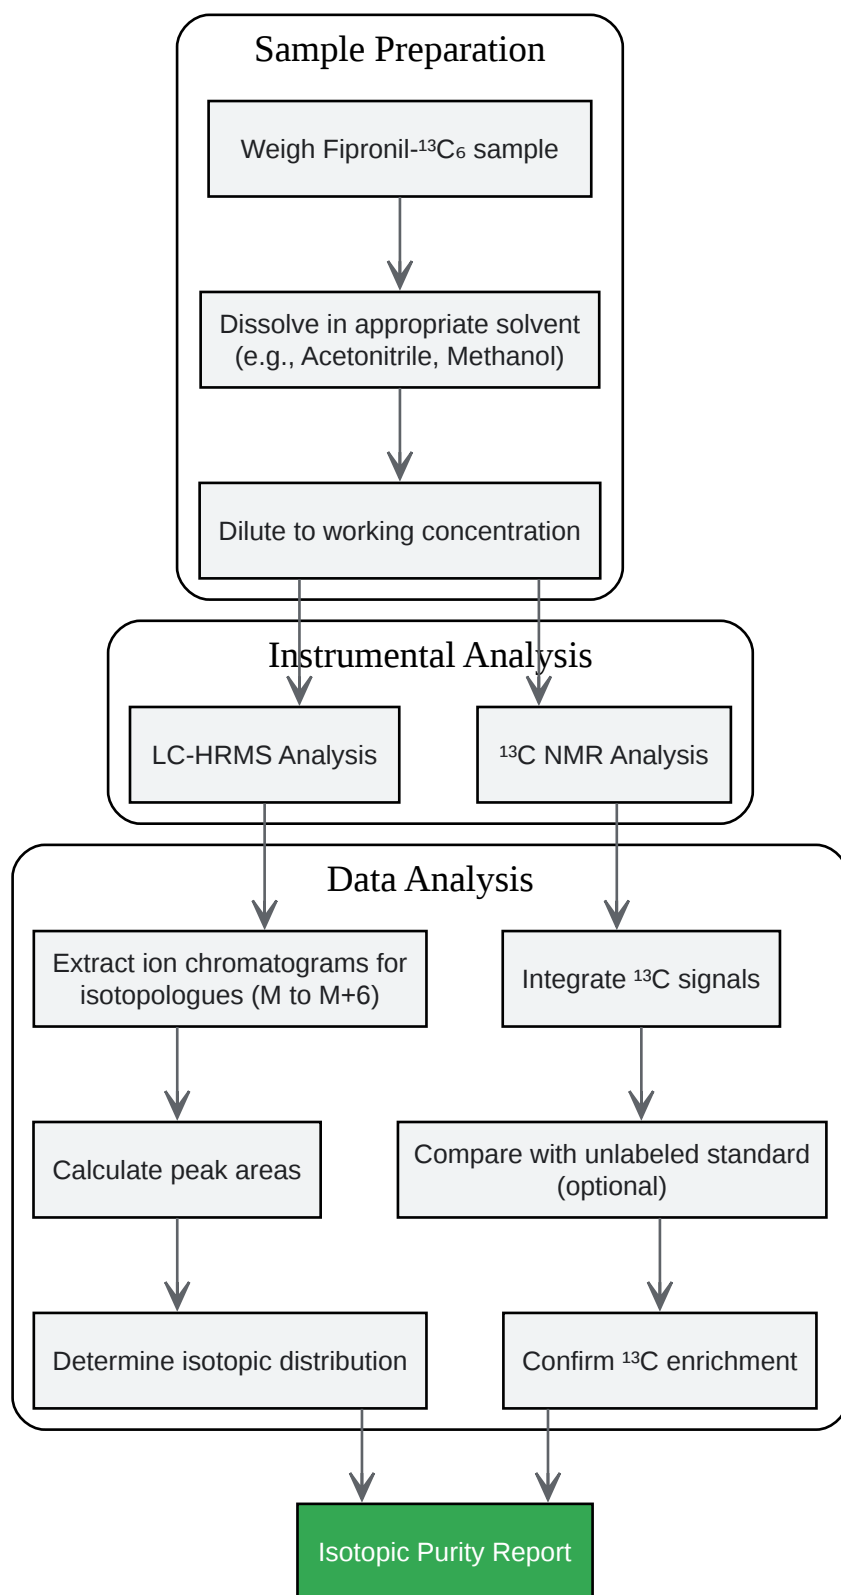 Sample Preparation
Weigh Fipronil-¹³C₆ sample
Dissolve in appropriate solvent
(e.g., Acetonitrile, Methanol)
Dilute to working concentration
Instrumental Analysis
LC-HRMS Analysis
¹³C NMR Analysis
Data Analysis
Extract ion chromatograms for
isotopologues (M to M+6)
Integrate ¹³C signals
Calculate peak areas
Compare with unlabeled standard
(optional)
Determine isotopic distribution
Confirm ¹³C enrichment
Isotopic Purity Report